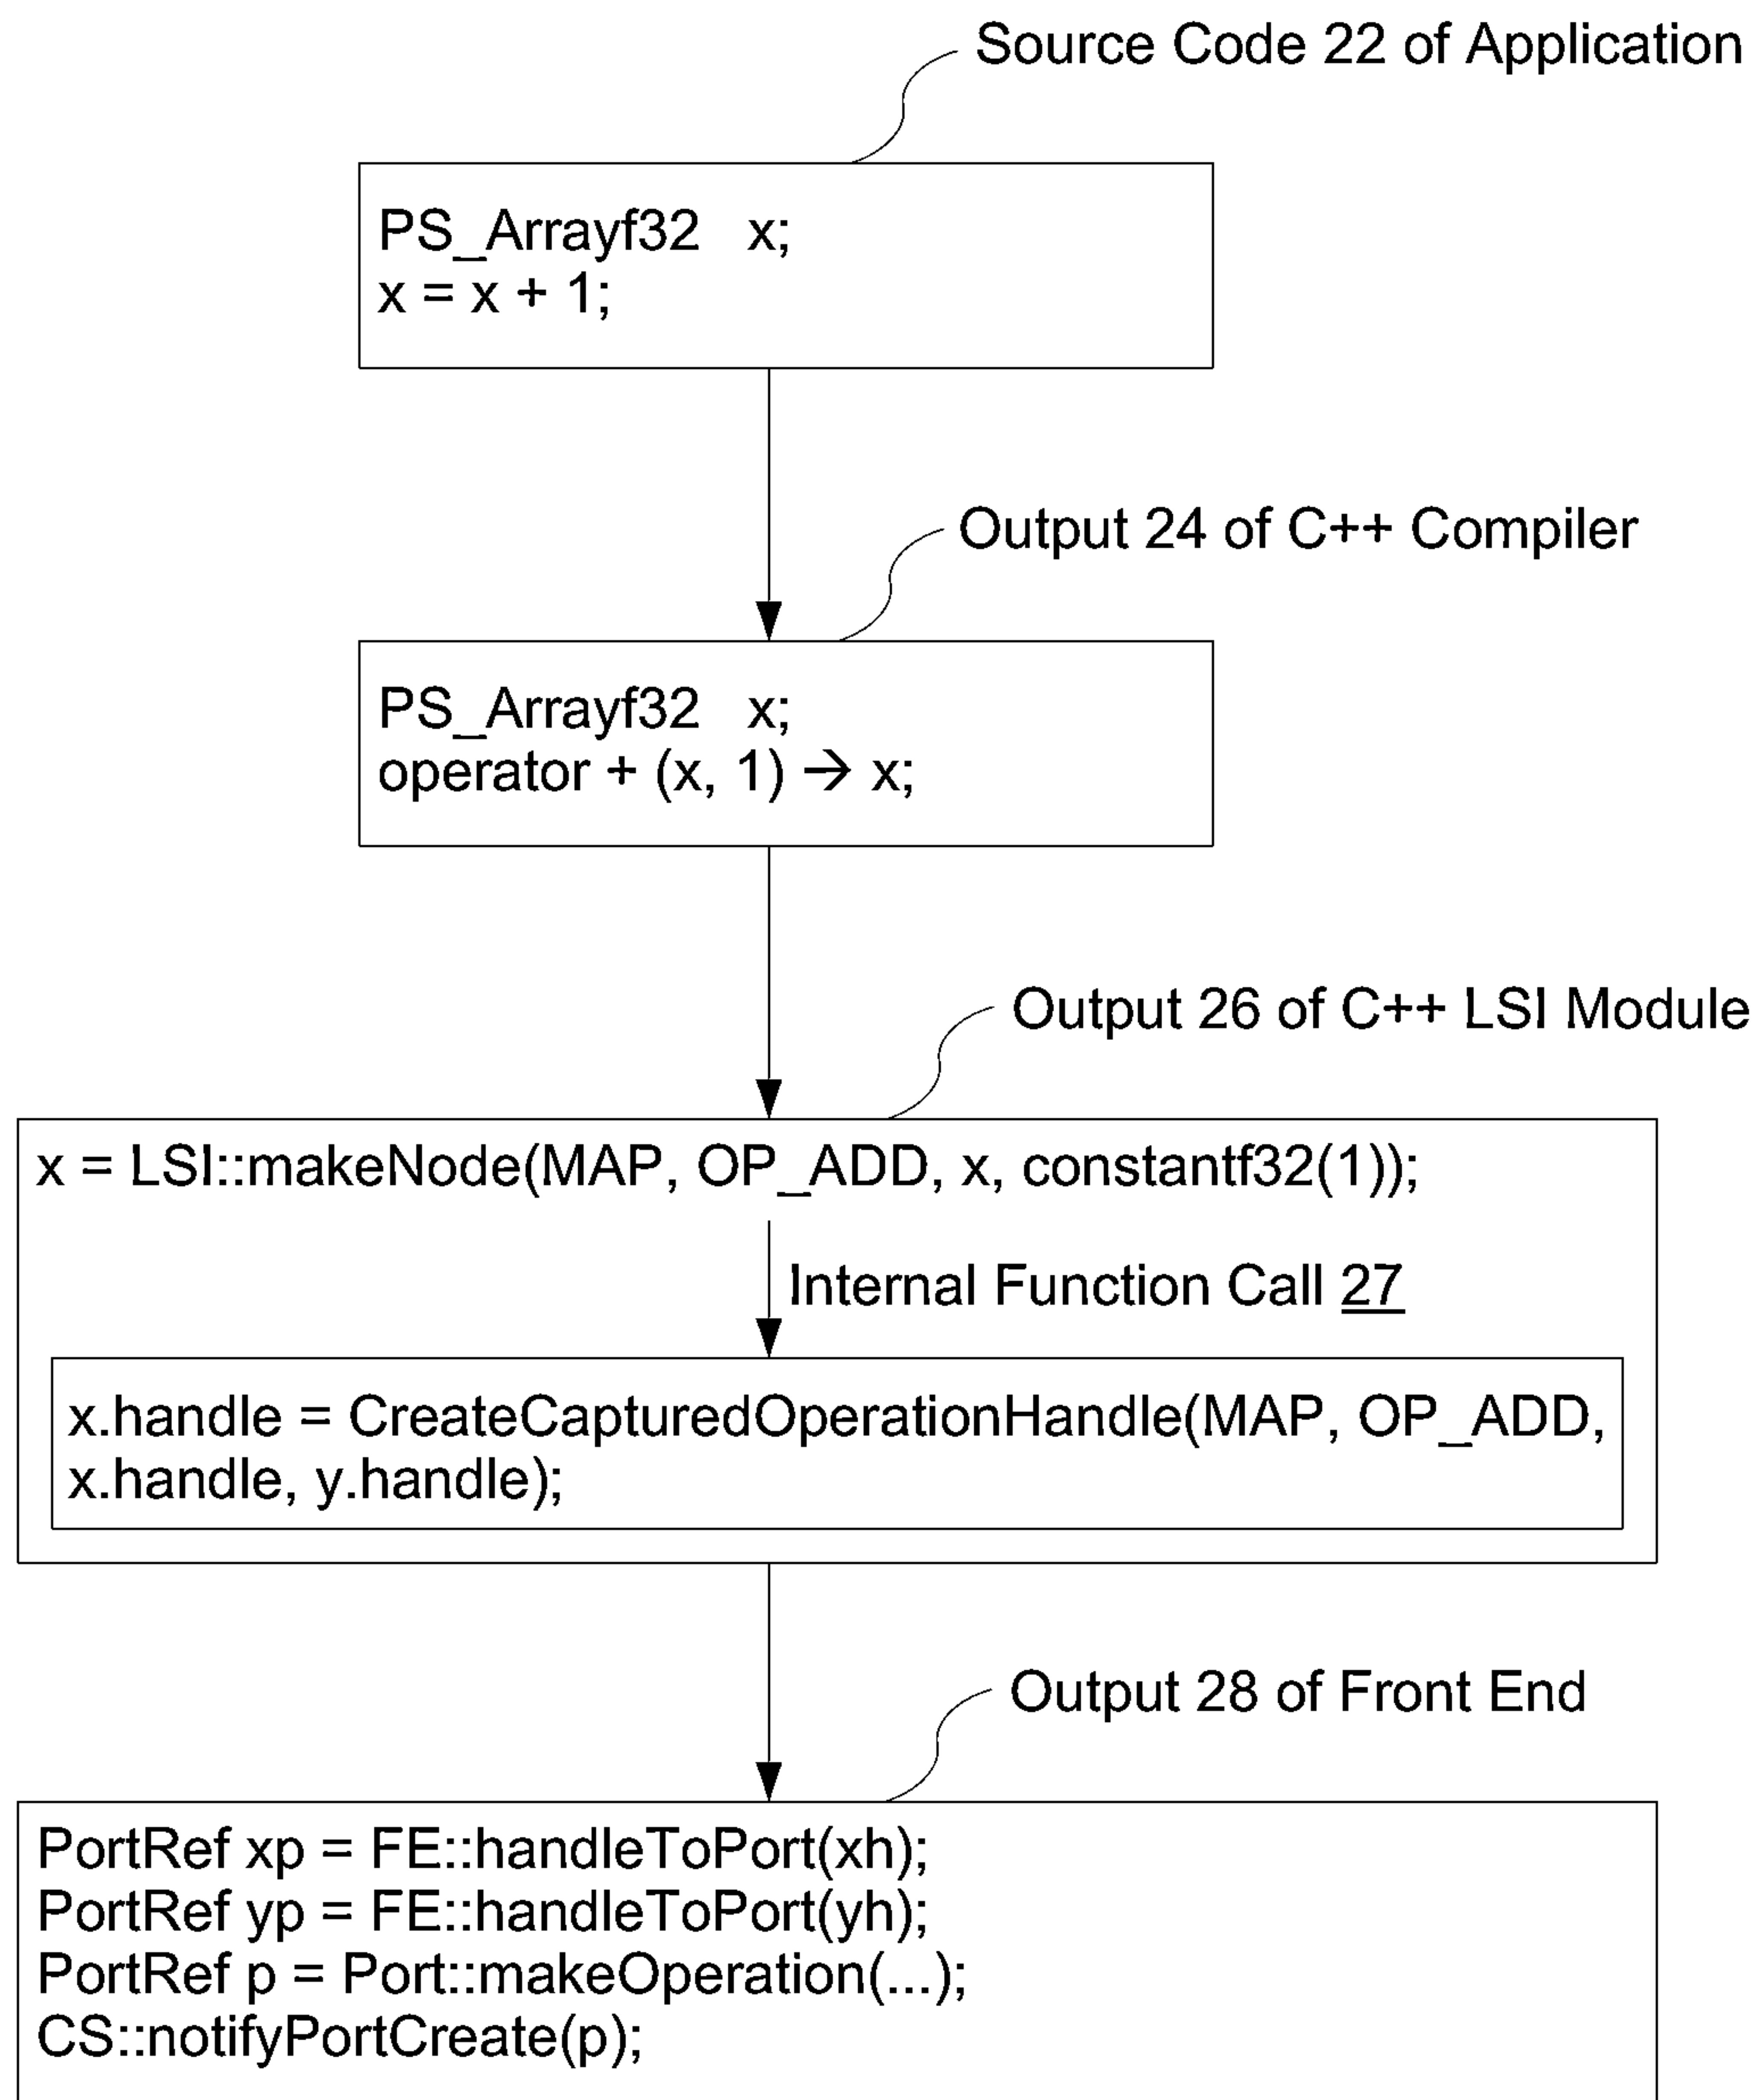 Source Code 22 of Application
PS_Arrayf32 x;
x = x + 1;
Output 24 of C++ Compiler
PS_Arrayf32 x;
operator + (x, 1) → x;
Output 26 of C++ LSI Module
x = LSI::makeNode(MAP, OP_ADD, x, constantf32(1));
Internal Function Call 27
x.handle = CreateCapturedOperationHandle(MAP, OP_ADD,
x.handle, y.handle);
Output 28 of Front End
PortRef xp = FE::handleToPort(xh);
PortRef yp = FE::handleToPort(yh);
PortRef p = Port::makeOperation(...);
CS::notifyPortCreate(p);